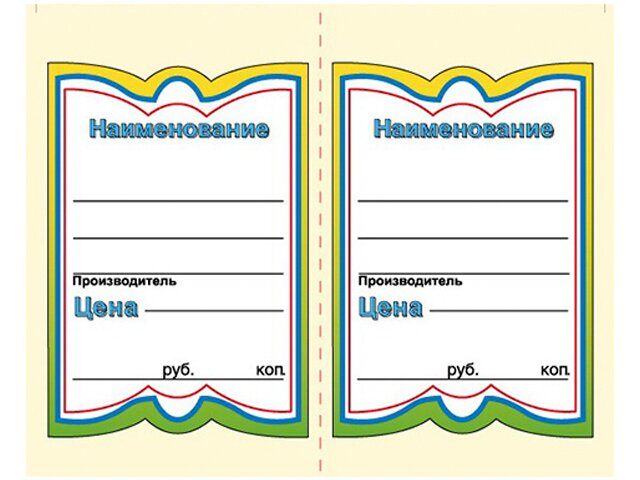 Наименование
Производитель
Цена
руб. коп.
Наименование
Производитель
Цена
руб. коп.